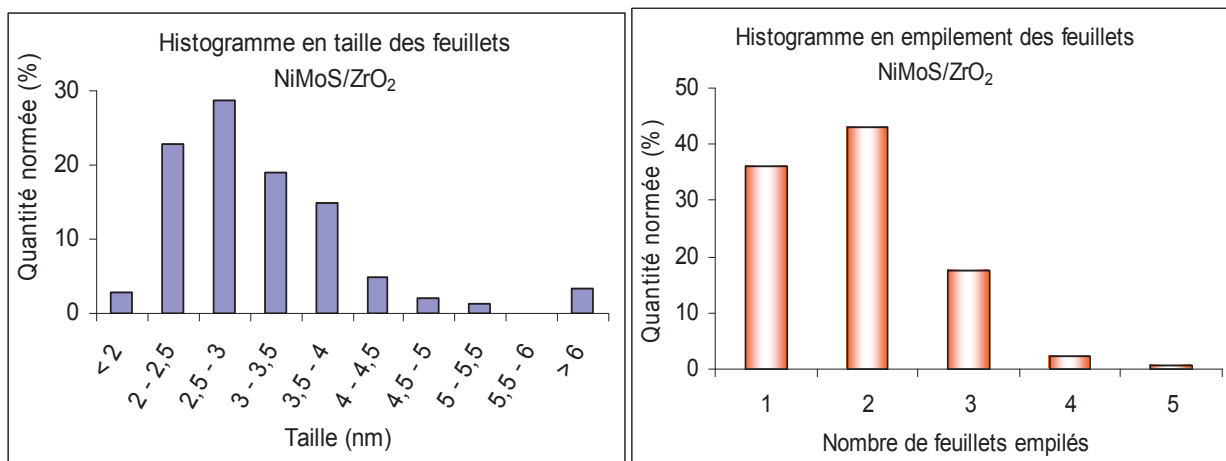 Histogramme en taille des feuillets
NiMoS/ZrO₂
Quantité normée (%)
30
20
10
0
< 2
2 - 2,5
2,5 - 3
3 - 3,5
3,5 - 4
4 - 4,5
4,5 - 5
5 - 5,5
5,5 - 6
> 6
Taille (nm)
Histogramme en empilement des feuillets
NiMoS/ZrO₂
Quantité normée (%)
50
40
30
20
10
0
1 2 3 4 5
Nombre de feuillets empilés